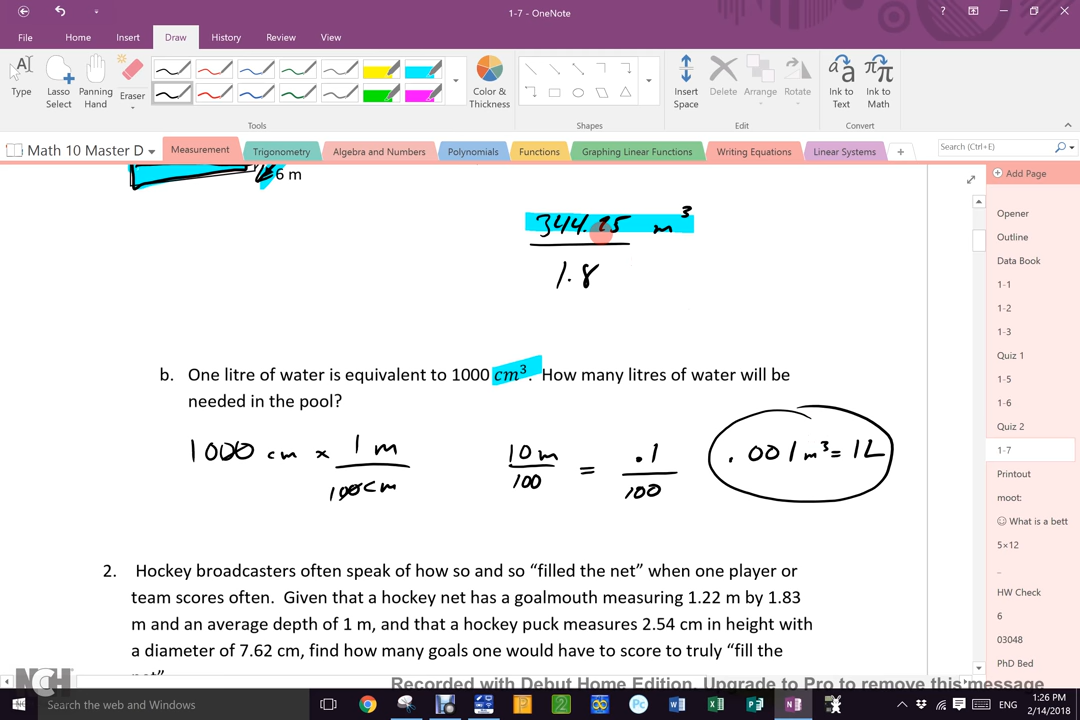 1-7 - OneNote
File Home Insert Draw History Review View
Type Lasso Select Panning Hand Eraser Color & Thickness Insert Space Delete Arrange Rotate Ink to Text Ink to Math
Tools Shapes Edit Convert
Math 10 Master D Measurement Trigonometry Algebra and Numbers Polynomials Functions Graphing Linear Functions Writing Equations Linear Systems Search (Ctrl+E)
Add Page
Opener
Outline
Data Book
1-1
1-2
1-3
Quiz 1
1-5
1-6
Quiz 2
1-7
Printout
moot:
☺ What is a bett
5×12
HW Check
6
03048
PhD Bed
6 m
344.25 m³
1.8
b. One litre of water is equivalent to 1000 cm³. How many litres of water will be
needed in the pool?
1000 cm × 1 m 10 m = .1 .001 m³ = 1L
100 cm 100 100
2. Hockey broadcasters often speak of how so and so “filled the net” when one player or
team scores often. Given that a hockey net has a goalmouth measuring 1.22 m by 1.83
m and an average depth of 1 m, and that a hockey puck measures 2.54 cm in height with
a diameter of 7.62 cm, find how many goals one would have to score to truly “fill the
NCH
Recorded with Debut Home Edition. Upgrade to Pro to remove this message
Search the web and Windows
ENG
1:26 PM
2/14/2018